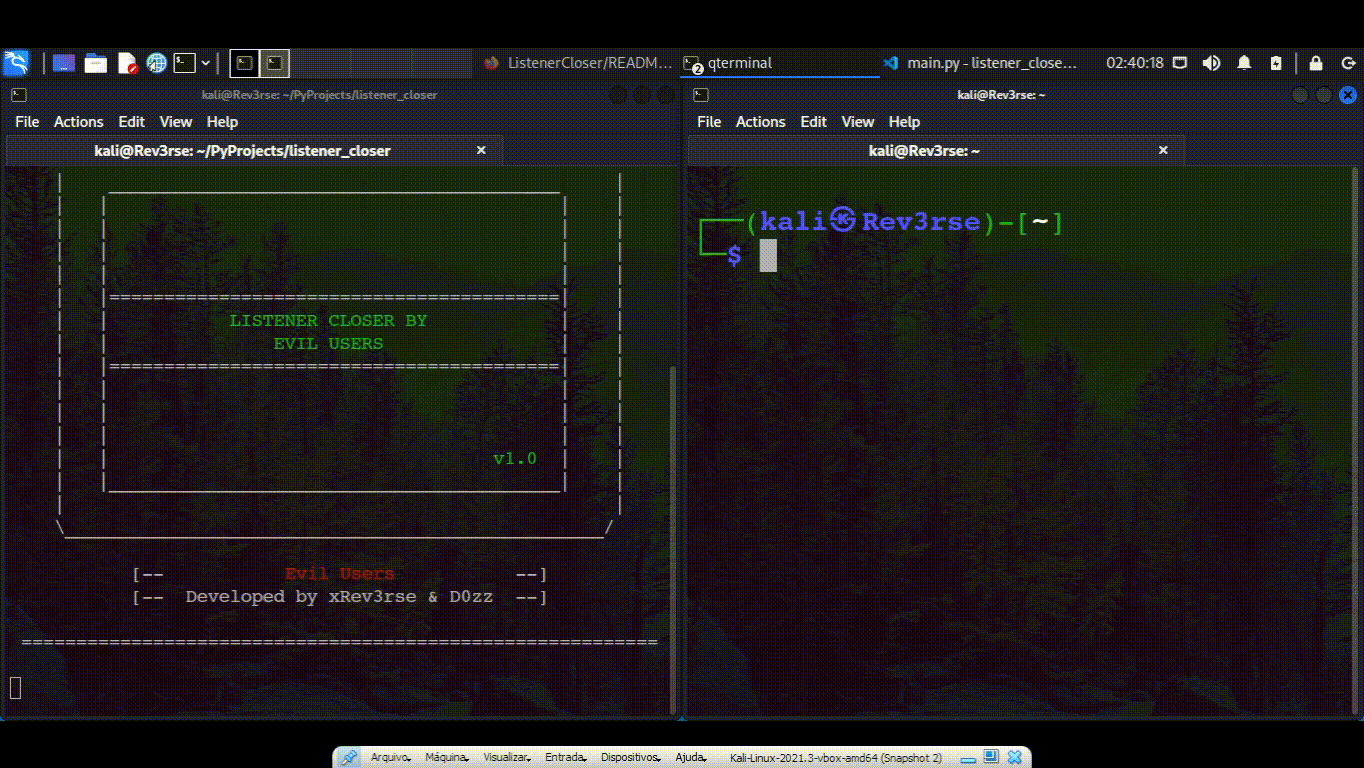 ListenerCloser/READM...
qterminal
main.py - listener_close...
02:40:18
kali@Rev3rse: ~/PyProjects/listener_closer
File Actions Edit View Help
kali@Rev3rse: ~/PyProjects/listener_closer
LISTENER CLOSER BY
EVIL USERS
v1.0
[-- Evil Users --]
[-- Developed by xRev3rse & D0zz --]
kali@Rev3rse: ~
File Actions Edit View Help
kali@Rev3rse: ~
(kali㉿Rev3rse)-[~]
$
Arquivo Máquina Visualizar Entrada Dispositivos Ajuda Kali-Linux-2021.3-vbox-amd64 (Snapshot 2)